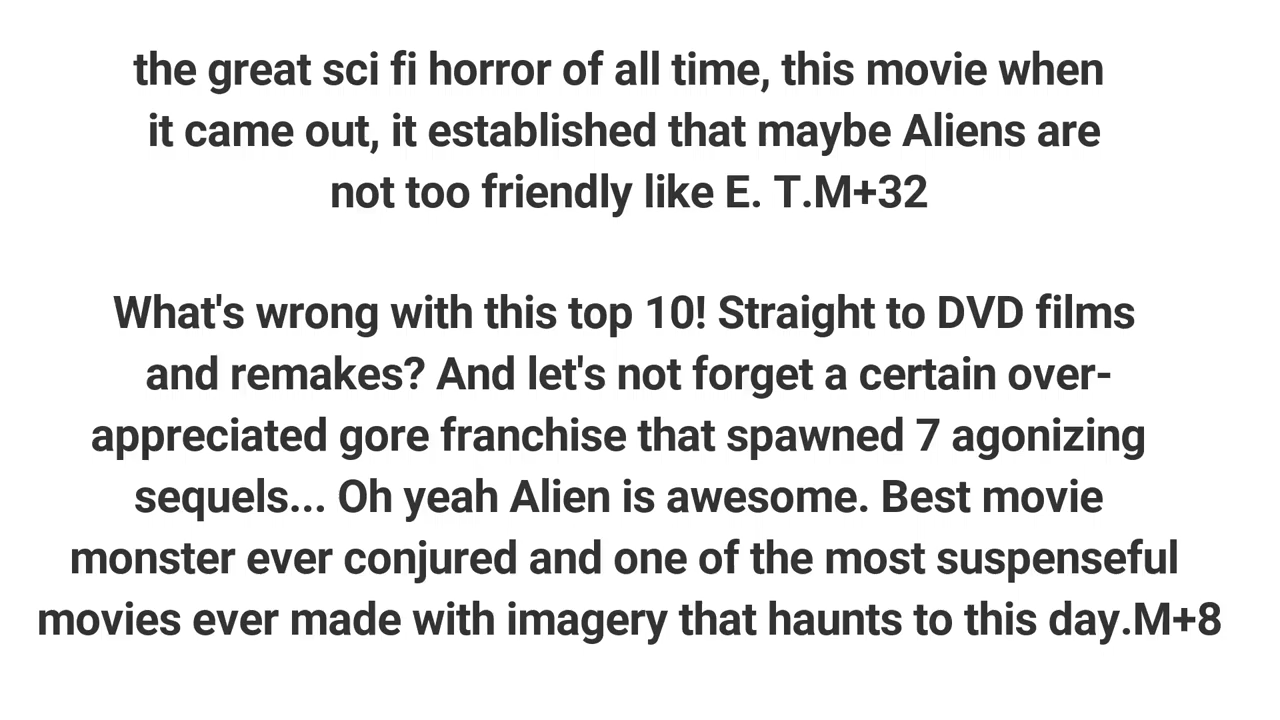 the great sci fi horror of all time, this movie when
it came out, it established that maybe Aliens are
not too friendly like E. T.M+32
What's wrong with this top 10! Straight to DVD films
and remakes? And let's not forget a certain over-
appreciated gore franchise that spawned 7 agonizing
sequels... Oh yeah Alien is awesome. Best movie
monster ever conjured and one of the most suspenseful
movies ever made with imagery that haunts to this day.M+8